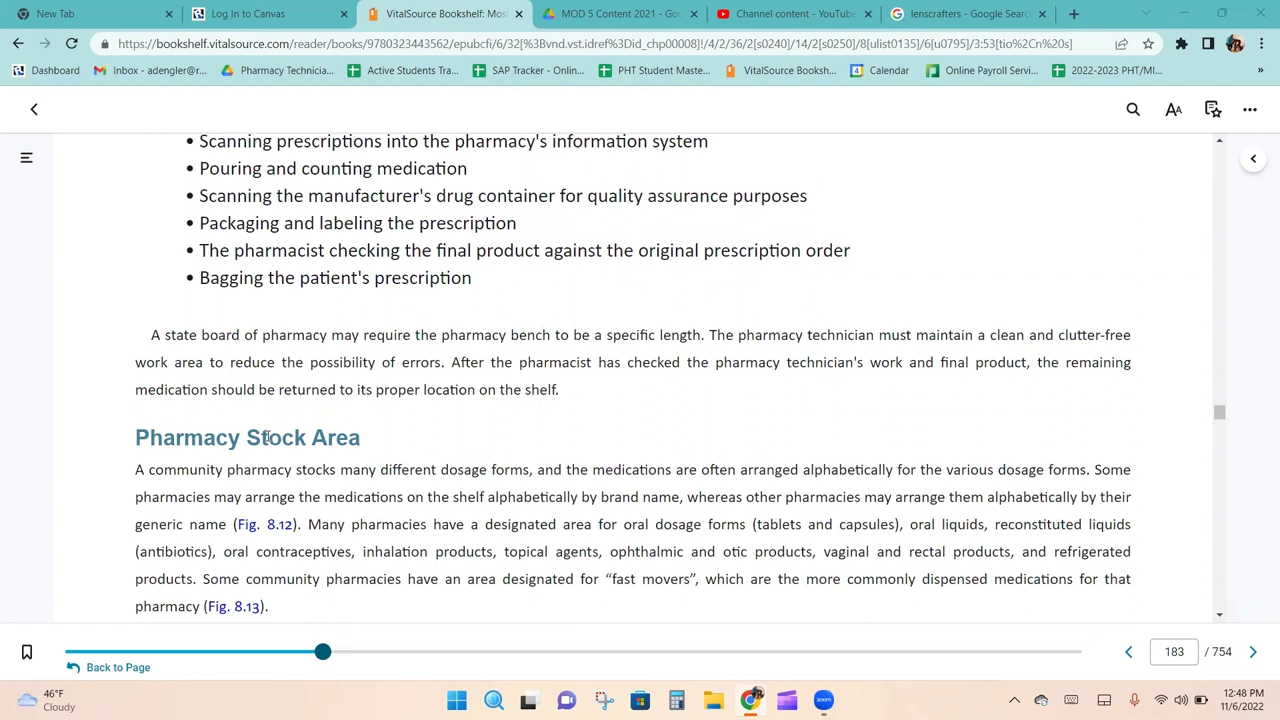 New Tab
Log In to Canvas
VitalSource Bookshelf: Mos
MOD 5 Content 2021 - Go
Channel content - YouTube
lenscrafters - Google Searc
https://bookshelf.vitalsource.com/reader/books/9780323443562/epubcfi/6/32[%3Bvnd.vst.idref%3Did_chp00008]!/4/2/36/2[s0240]/14/2[s0250]/8[ulist0135]/6[u0795]/3:53[tio%2Cn%20s]
Dashboard
Inbox - adengler@r...
Pharmacy Technicia...
Active Students Tra...
SAP Tracker - Onlin...
PHT Student Maste...
VitalSource Booksh...
Calendar
Online Payroll Servi...
2022-2023 PHT/MI...
• Scanning prescriptions into the pharmacy's information system
• Pouring and counting medication
• Scanning the manufacturer's drug container for quality assurance purposes
• Packaging and labeling the prescription
• The pharmacist checking the final product against the original prescription order
• Bagging the patient's prescription
A state board of pharmacy may require the pharmacy bench to be a specific length. The pharmacy technician must maintain a clean and clutter-free
work area to reduce the possibility of errors. After the pharmacist has checked the pharmacy technician's work and final product, the remaining
medication should be returned to its proper location on the shelf.
Pharmacy Stock Area
A community pharmacy stocks many different dosage forms, and the medications are often arranged alphabetically for the various dosage forms. Some
pharmacies may arrange the medications on the shelf alphabetically by brand name, whereas other pharmacies may arrange them alphabetically by their
generic name (Fig. 8.12). Many pharmacies have a designated area for oral dosage forms (tablets and capsules), oral liquids, reconstituted liquids
(antibiotics), oral contraceptives, inhalation products, topical agents, ophthalmic and otic products, vaginal and rectal products, and refrigerated
products. Some community pharmacies have an area designated for “fast movers”, which are the more commonly dispensed medications for that
pharmacy (Fig. 8.13).
183 / 754
Back to Page
46°F
Cloudy
zoom
12:48 PM
11/6/2022